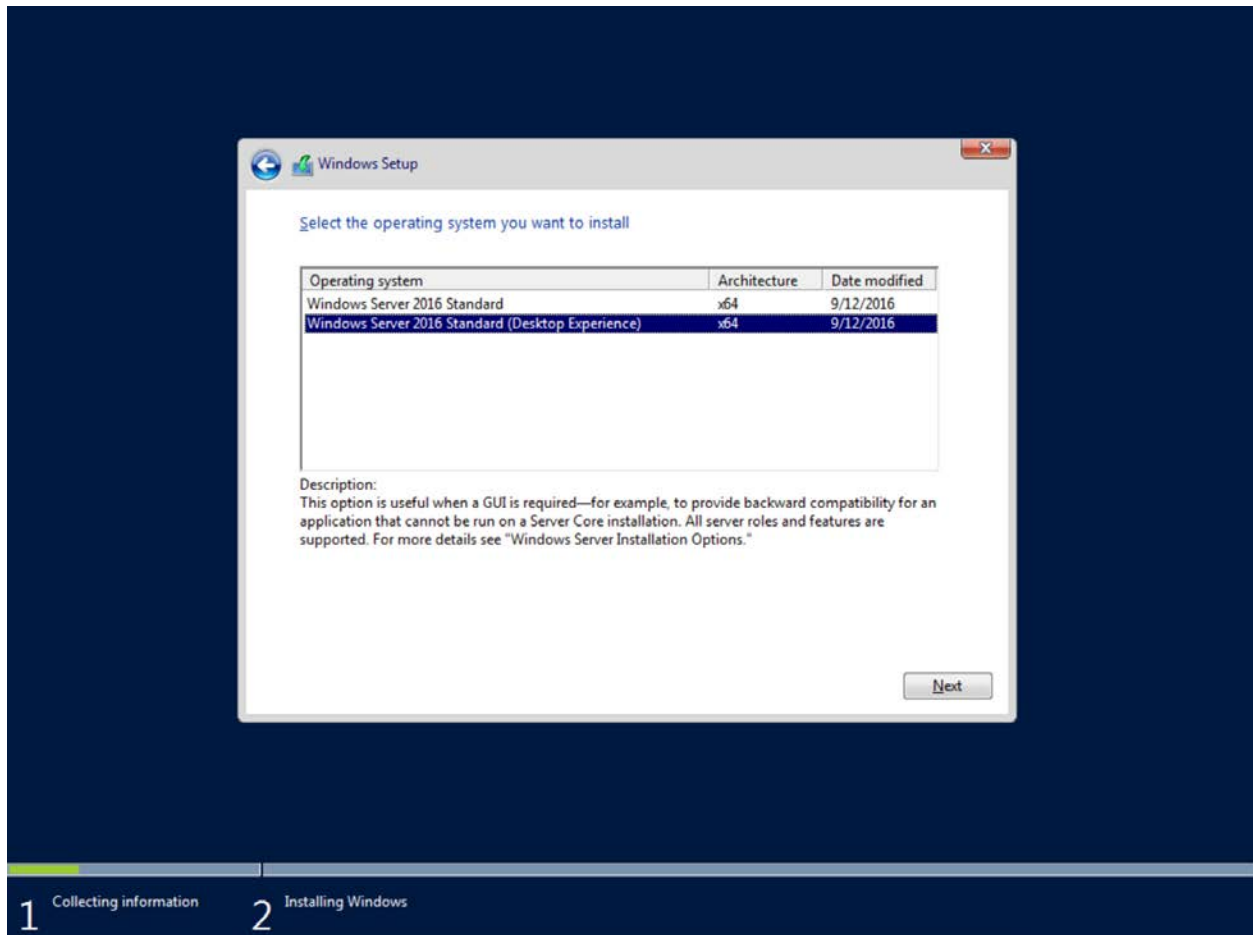 Windows Setup
Select the operating system you want to install
Operating system Architecture Date modified
Windows Server 2016 Standard x64 9/12/2016
Windows Server 2016 Standard (Desktop Experience) x64 9/12/2016
Description:
This option is useful when a GUI is required—for example, to provide backward compatibility for an
application that cannot be run on a Server Core installation. All server roles and features are
supported. For more details see "Windows Server Installation Options."
Next
1 Collecting information 2 Installing Windows